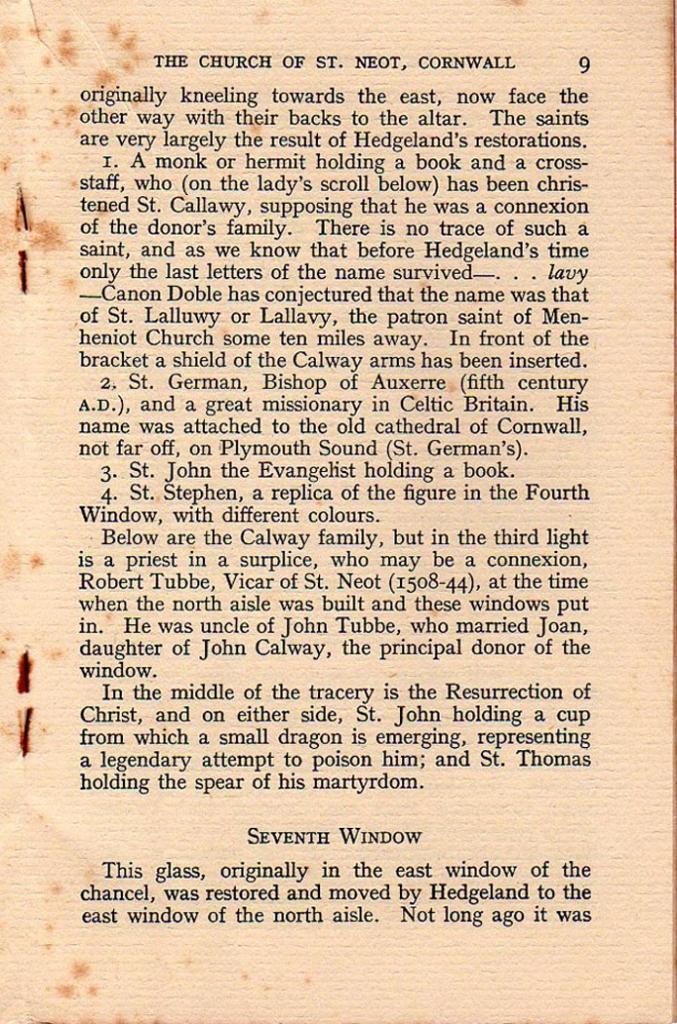 THE CHURCH OF ST. NEOT, CORNWALL 9
originally kneeling towards the east, now face the
other way with their backs to the altar. The saints
are very largely the result of Hedgeland's restorations.
1. A monk or hermit holding a book and a cross-
staff, who (on the lady's scroll below) has been chris-
tened St. Callawy, supposing that he was a connexion
of the donor's family. There is no trace of such a
saint, and as we know that before Hedgeland's time
only the last letters of the name survived—. . . lavy
—Canon Doble has conjectured that the name was that
of St. Lalluwy or Lallavy, the patron saint of Men-
heniot Church some ten miles away. In front of the
bracket a shield of the Calway arms has been inserted.
2. St. German, Bishop of Auxerre (fifth century
A.D.), and a great missionary in Celtic Britain. His
name was attached to the old cathedral of Cornwall,
not far off, on Plymouth Sound (St. German's).
3. St. John the Evangelist holding a book.
4. St. Stephen, a replica of the figure in the Fourth
Window, with different colours.
Below are the Calway family, but in the third light
is a priest in a surplice, who may be a connexion,
Robert Tubbe, Vicar of St. Neot (1508-44), at the time
when the north aisle was built and these windows put
in. He was uncle of John Tubbe, who married Joan,
daughter of John Calway, the principal donor of the
window.
In the middle of the tracery is the Resurrection of
Christ, and on either side, St. John holding a cup
from which a small dragon is emerging, representing
a legendary attempt to poison him; and St. Thomas
holding the spear of his martyrdom.
SEVENTH WINDOW
This glass, originally in the east window of the
chancel, was restored and moved by Hedgeland to the
east window of the north aisle. Not long ago it was